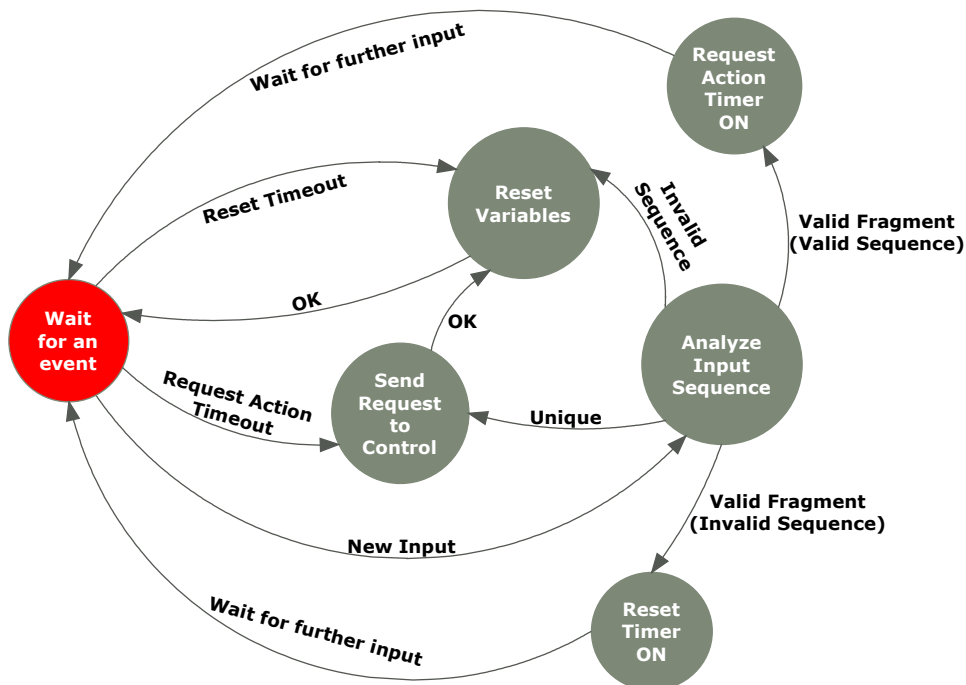 Wait for further input
Request
Action
Timer
ON
Reset Timeout
Reset
Variables
Invalid
Sequence
Valid Fragment
(Valid Sequence)
OK
Wait
for an
event
OK
Analyze
Input
Sequence
Request Action
Timeout
Send
Request
to
Control
Unique
New Input
Valid Fragment
(Invalid Sequence)
Wait for further input
Reset
Timer
ON